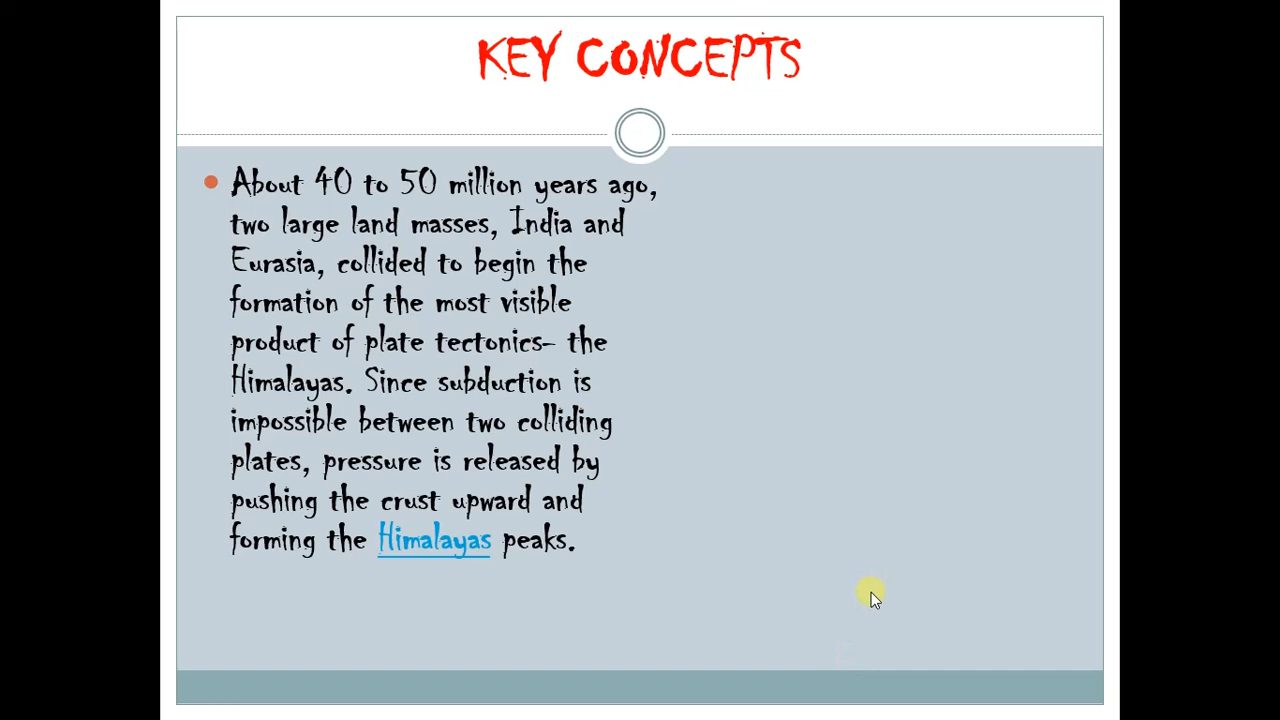 KEY CONCEPTS
About 40 to 50 million years ago,
two large land masses, India and
Eurasia, collided to begin the
formation of the most visible
product of plate tectonics- the
Himalayas. Since subduction is
impossible between two colliding
plates, pressure is released by
pushing the crust upward and
forming the Himalayas peaks.